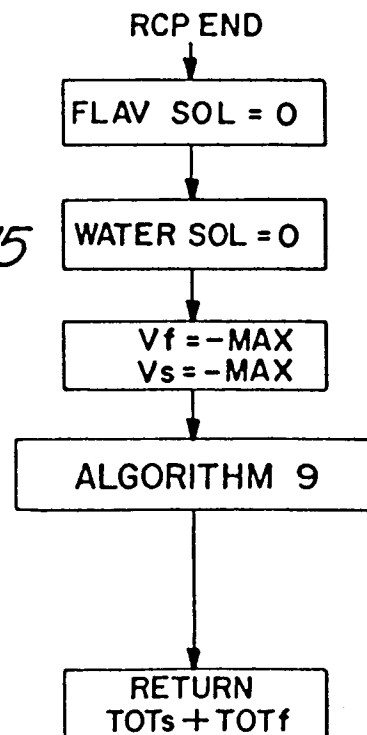 RCP END
FLAV SOL = 0
WATER SOL = 0
Vf = -MAX
Vs = -MAX
ALGORITHM 9
RETURN
TOTs + TOTf